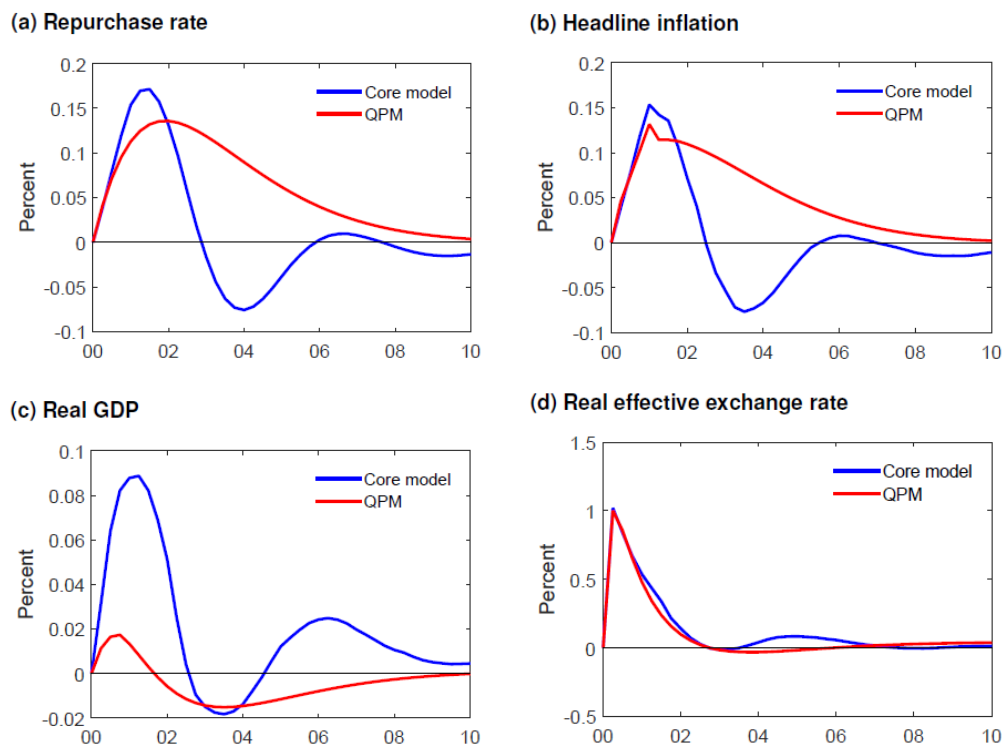 (a) Repurchase rate
(b) Headline inflation
0.2
0.15
0.1
0.05
0
-0.05
-0.1
Percent
Core model
QPM
00 02 04 06 08 10
0.2
0.15
0.1
0.05
0
-0.05
-0.1
Percent
Core model
QPM
00 02 04 06 08 10
(c) Real GDP
(d) Real effective exchange rate
0.1
0.08
0.06
0.04
0.02
0
-0.02
Percent
Core model
QPM
00 02 04 06 08 10
1.5
1
0.5
0
-0.5
Percent
Core model
QPM
00 02 04 06 08 10